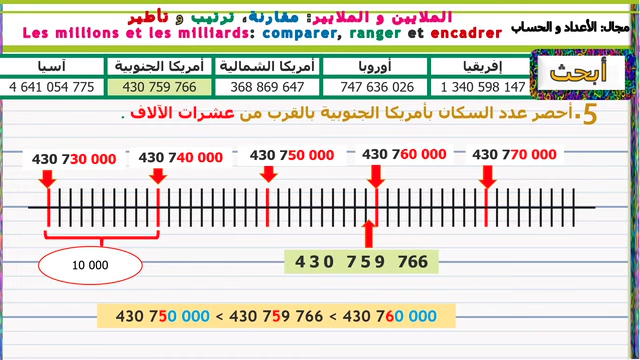 مجال: الأعداد و الحساب
الملايين و الملايير: مقارنة، ترتيب و تأطير
Les millions et les milliards: comparer, ranger et encadrer
أبحث
إفريقيا أوروبا أمريكا الشمالية أمريكا الجنوبية آسيا
1 340 598 147 747 636 026 368 869 647 430 759 766 4 641 054 775
5. أحصر عدد السكان بأمريكا الجنوبية بالقرب من عشرات الآلاف .
430 730 000 430 740 000 430 750 000 430 760 000 430 770 000
10 000
430 759 766
430 750 000 < 430 759 766 < 430 760 000